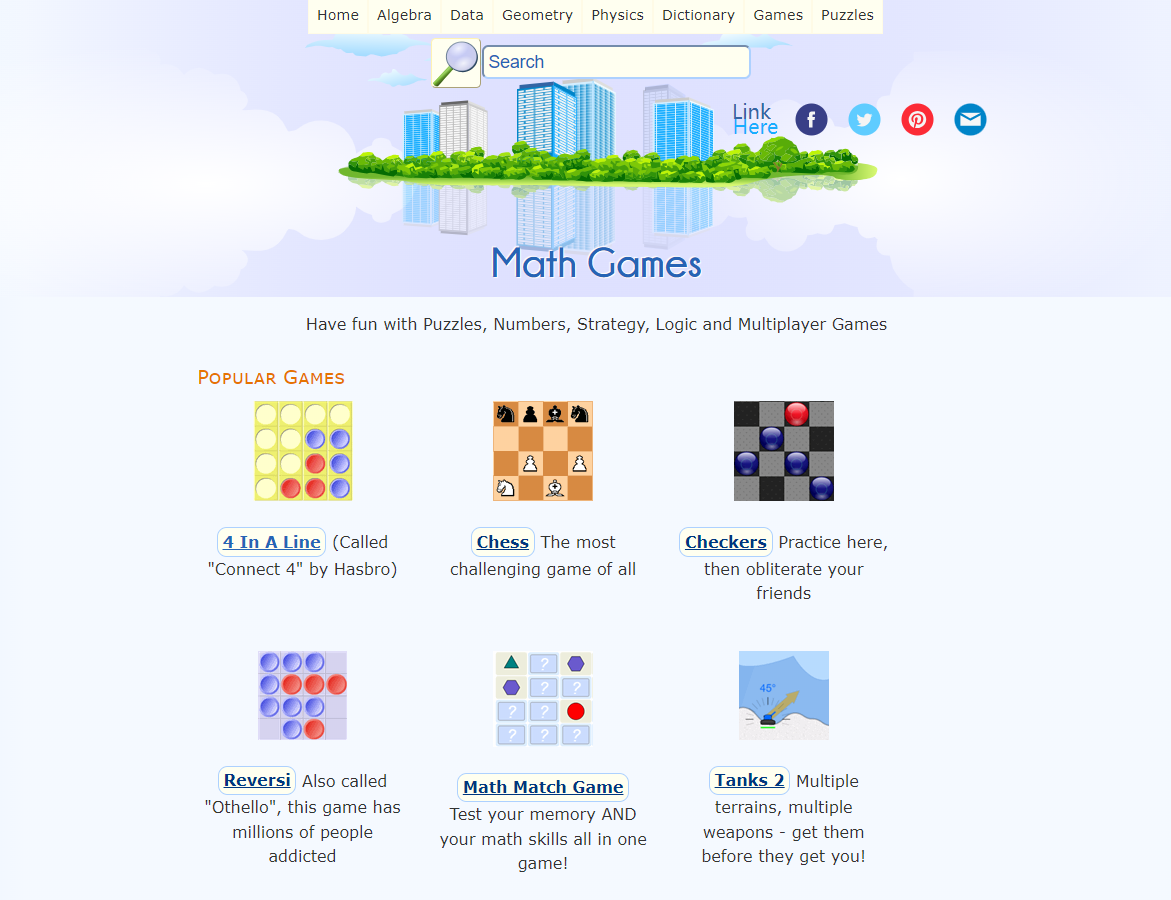 Home Algebra Data Geometry Physics Dictionary Games Puzzles
Search
Link
Here
Math Games
Have fun with Puzzles, Numbers, Strategy, Logic and Multiplayer Games
Popular Games
4 In A Line (Called
"Connect 4" by Hasbro)
Chess The most
challenging game of all
Checkers Practice here,
then obliterate your
friends
? ? ? ? ? ? ? ?
45°
Reversi Also called
"Othello", this game has
millions of people
addicted
Math Match Game
Test your memory AND
your math skills all in one
game!
Tanks 2 Multiple
terrains, multiple
weapons - get them
before they get you!